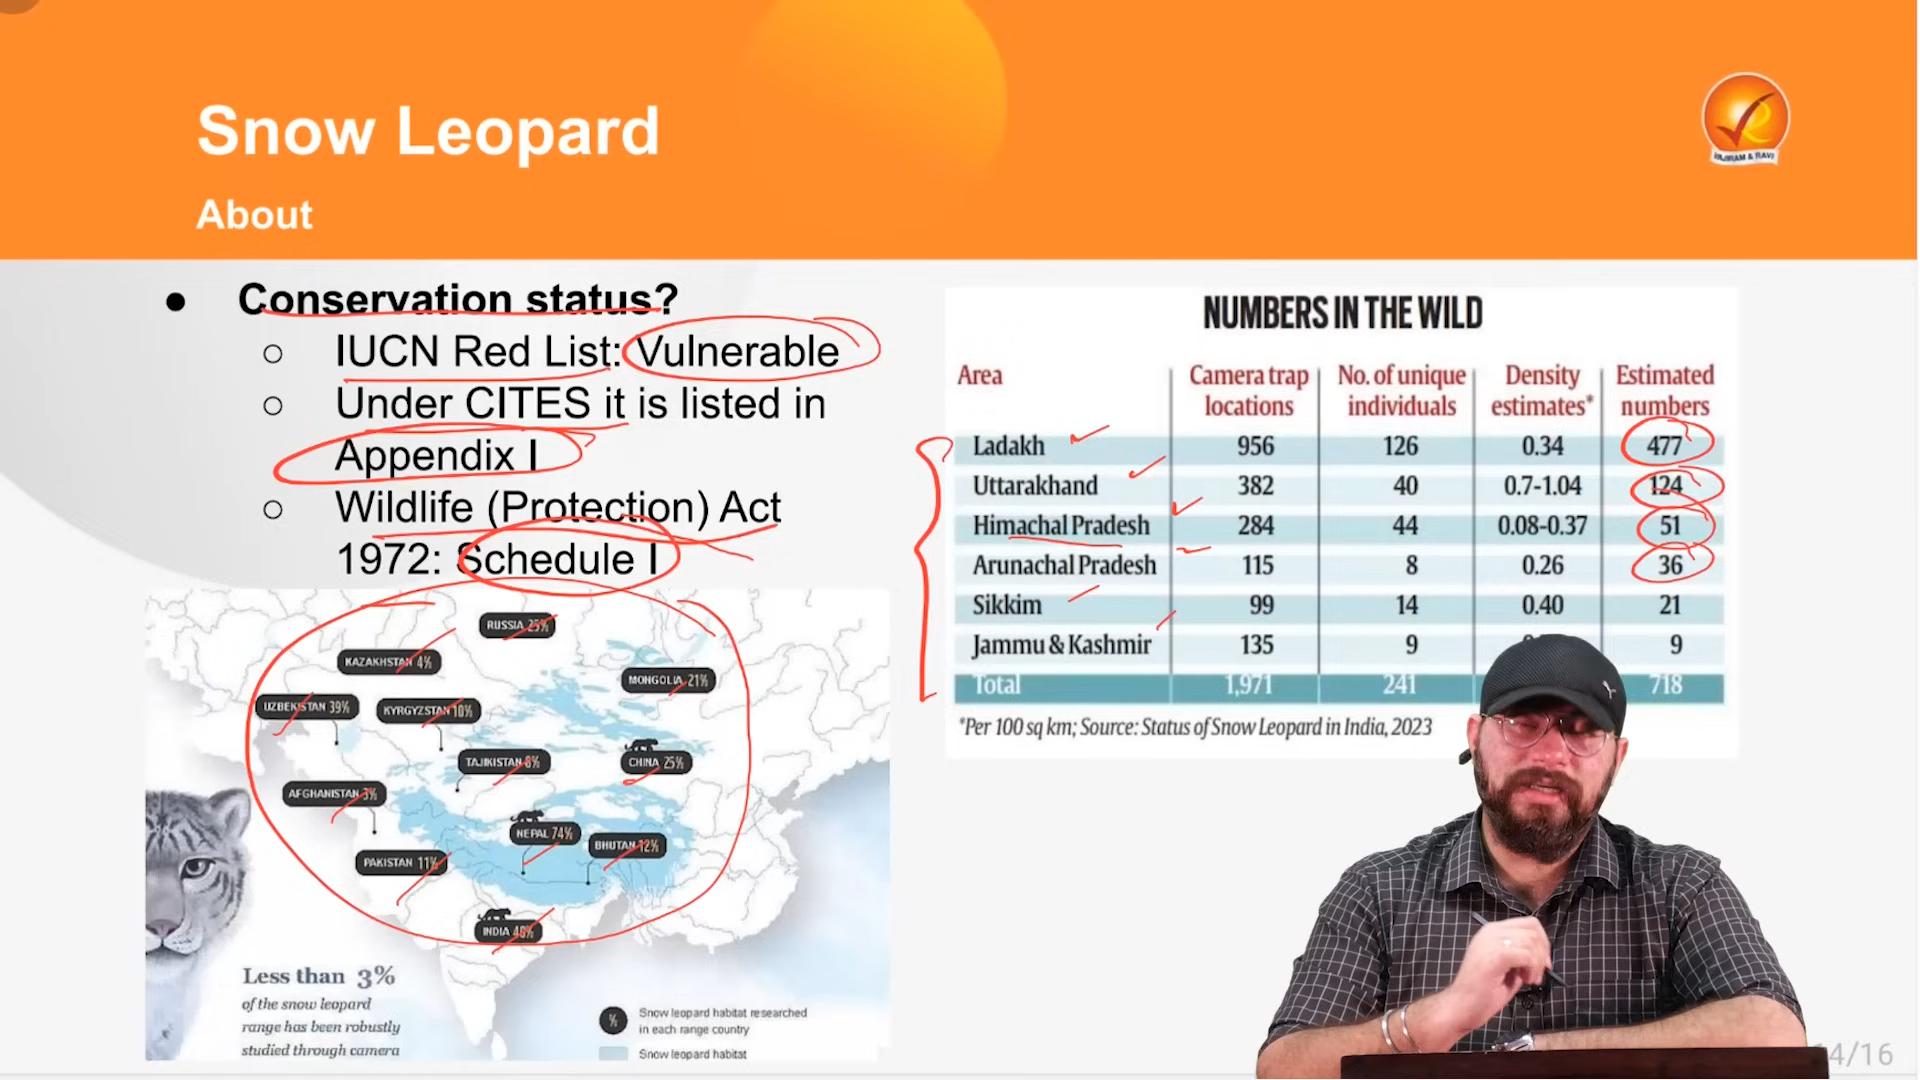 Snow Leopard
About
● Conservation status?
○ IUCN Red List: Vulnerable
○ Under CITES it is listed in
Appendix I
○ Wildlife (Protection) Act
1972: Schedule I
RUSSIA 25%
KAZAKHSTAN 4%
MONGOLIA 21%
UZBEKISTAN 39%
KYRGYZSTAN 10%
TAJIKISTAN
CHINA 25%
AFGHANISTAN 3%
NEPAL 74%
BHUTAN 12%
PAKISTAN 11%
INDIA
Less than 3%
of the snow leopard
range has been robustly
studied through camera
% Snow leopard habitat researched
in each range country
Snow leopard habitat
NUMBERS IN THE WILD
Area Camera trap locations No. of unique individuals Density estimates* Estimated numbers
Ladakh 956 126 0.34 477
Uttarakhand 382 40 0.7-1.04 124
Himachal Pradesh 284 44 0.08-0.37 51
Arunachal Pradesh 115 8 0.26 36
Sikkim 99 14 0.40 21
Jammu & Kashmir 135 9 9
Total 1,971 241 718
*Per 100 sq km; Source: Status of Snow Leopard in India, 2023
VAJIRAM & RAVI
4/16